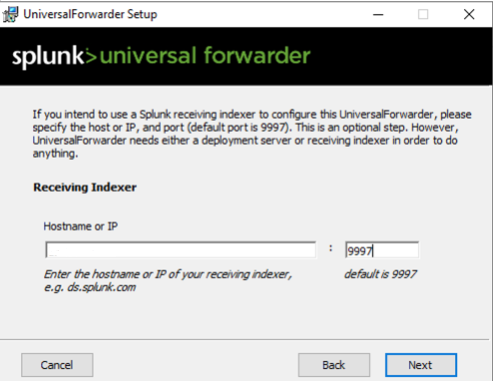 UniversalForwarder Setup
splunk>universal forwarder
If you intend to use a Splunk receiving indexer to configure this UniversalForwarder, please
specify the host or IP, and port (default port is 9997). This is an optional step. However,
UniversalForwarder needs either a deployment server or receiving indexer in order to do
anything.
Receiving Indexer
Hostname or IP
: 9997
Enter the hostname or IP of your receiving indexer, default is 9997
e.g. ds.splunk.com
Cancel Back Next